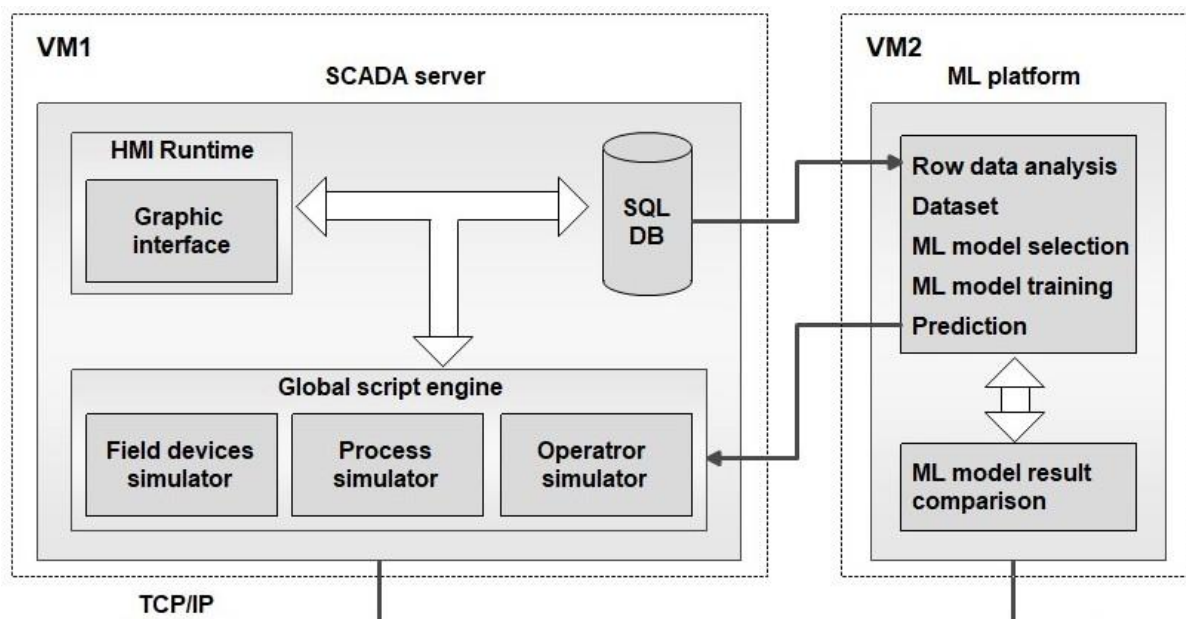 VM1
SCADA server
HMI Runtime
Graphic
interface
SQL
DB
Global script engine
Field devices
simulator
Process
simulator
Operatror
simulator
TCP/IP
VM2
ML platform
Row data analysis
Dataset
ML model selection
ML model training
Prediction
ML model result
comparison